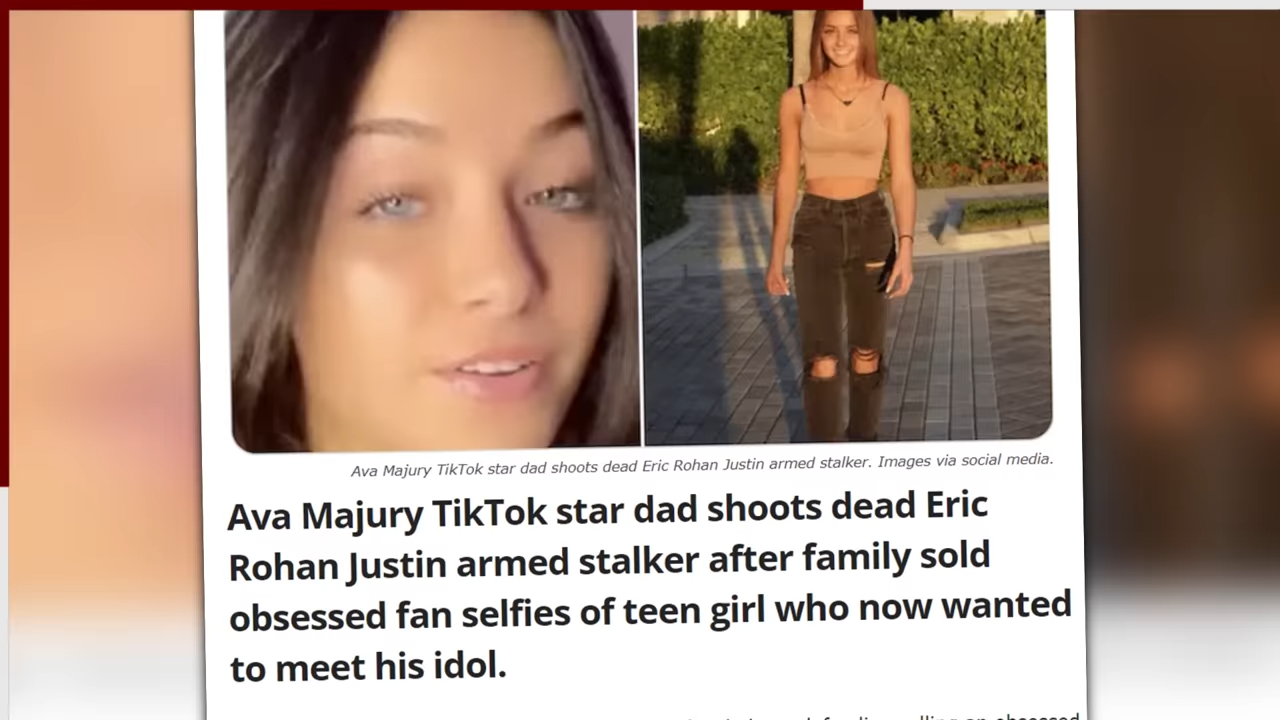 Ava Majury TikTok star dad shoots dead Eric Rohan Justin armed stalker. Images via social media.
Ava Majury TikTok star dad shoots dead Eric
Rohan Justin armed stalker after family sold
obsessed fan selfies of teen girl who now wanted
to meet his idol.